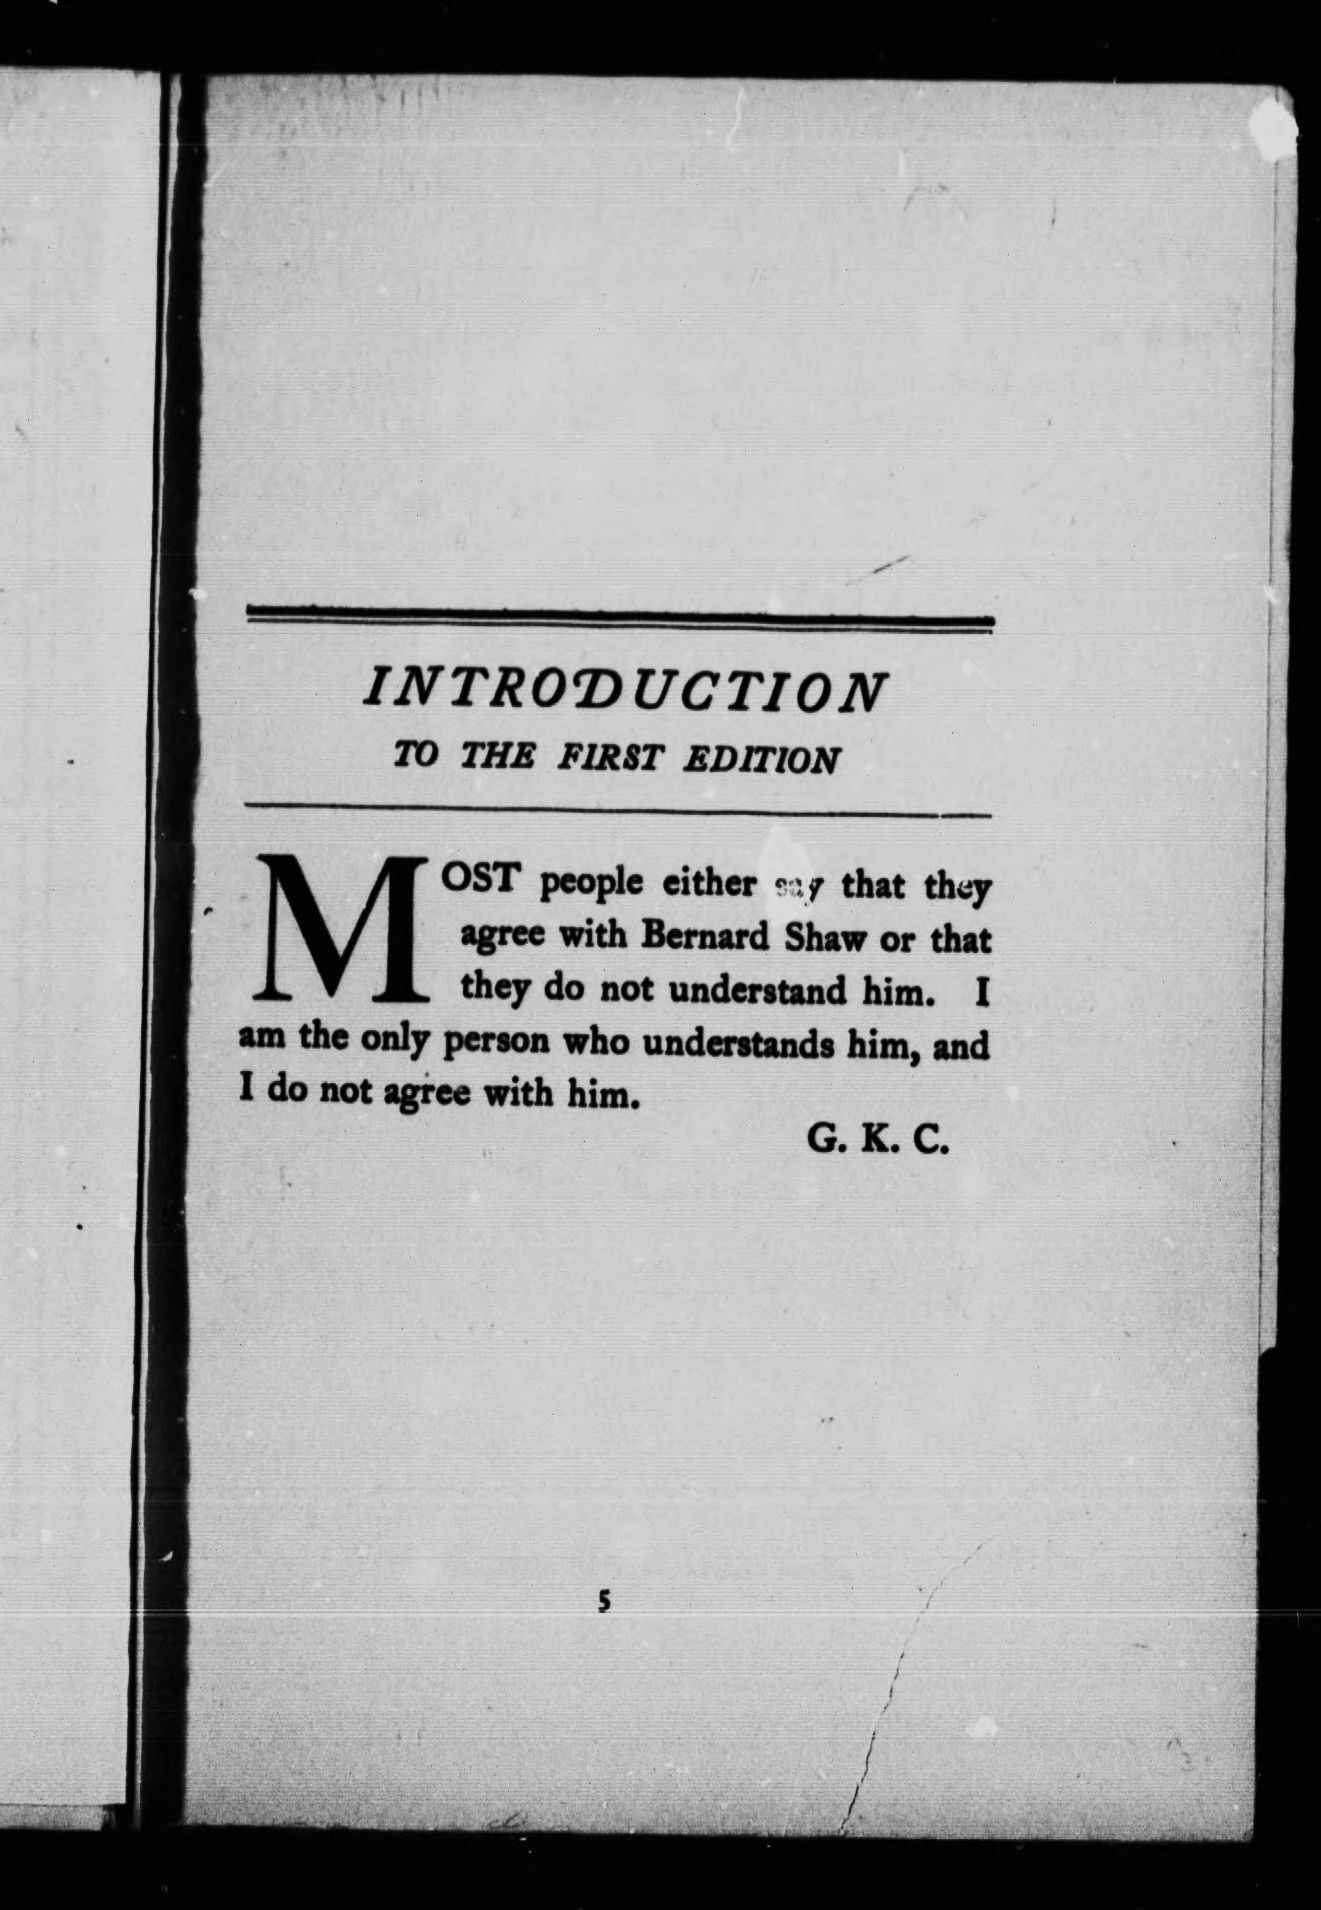 INTRODUCTION
TO THE FIRST EDITION
MOST people either say that they
agree with Bernard Shaw or that
they do not understand him. I
am the only person who understands him, and
I do not agree with him.
G. K. C.
5